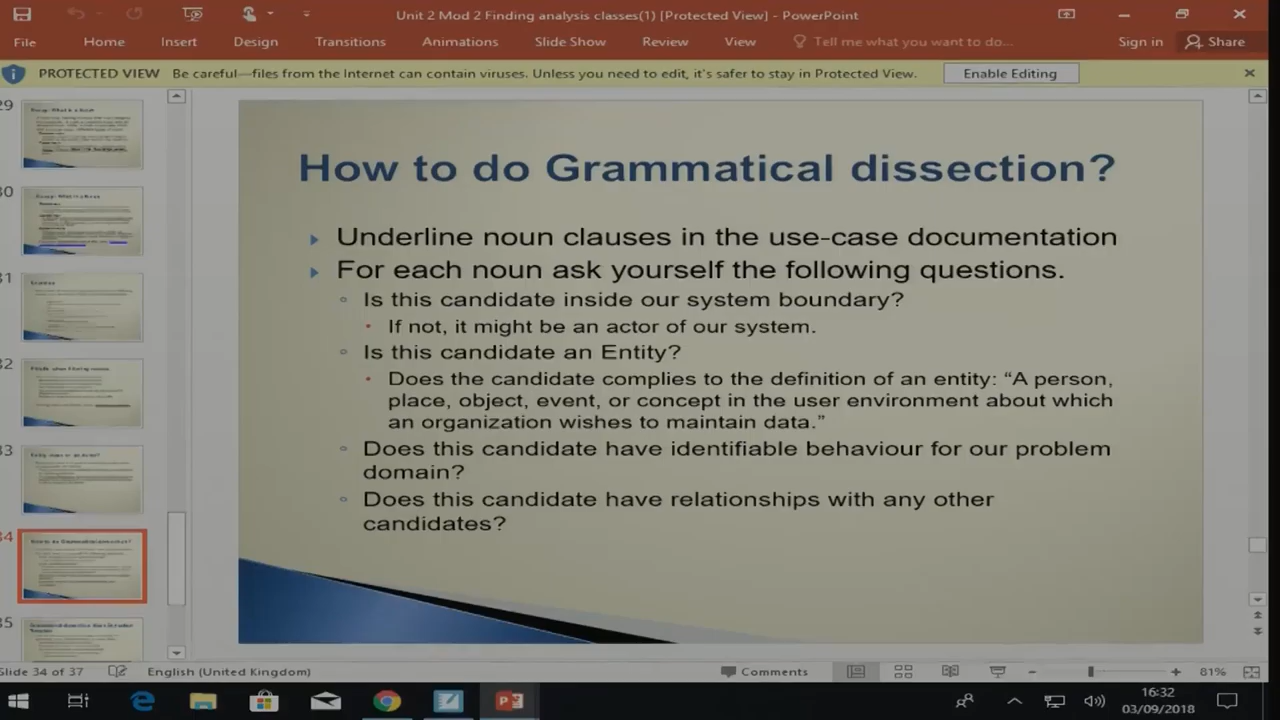 Unit 2 Mod 2 Finding analysis classes(1) [Protected View] - PowerPoint
File Home Insert Design Transitions Animations Slide Show Review View Tell me what you want to do... Sign in Share
PROTECTED VIEW Be careful—files from the Internet can contain viruses. Unless you need to edit, it's safer to stay in Protected View. Enable Editing
29
30
31
32
33
34
35
How to do Grammatical dissection?
Underline noun clauses in the use-case documentation
For each noun ask yourself the following questions.
Is this candidate inside our system boundary?
If not, it might be an actor of our system.
Is this candidate an Entity?
Does the candidate complies to the definition of an entity: “A person,
place, object, event, or concept in the user environment about which
an organization wishes to maintain data.”
Does this candidate have identifiable behaviour for our problem
domain?
Does this candidate have relationships with any other
candidates?
Slide 34 of 37 English (United Kingdom) Comments 81%
16:32
03/09/2018